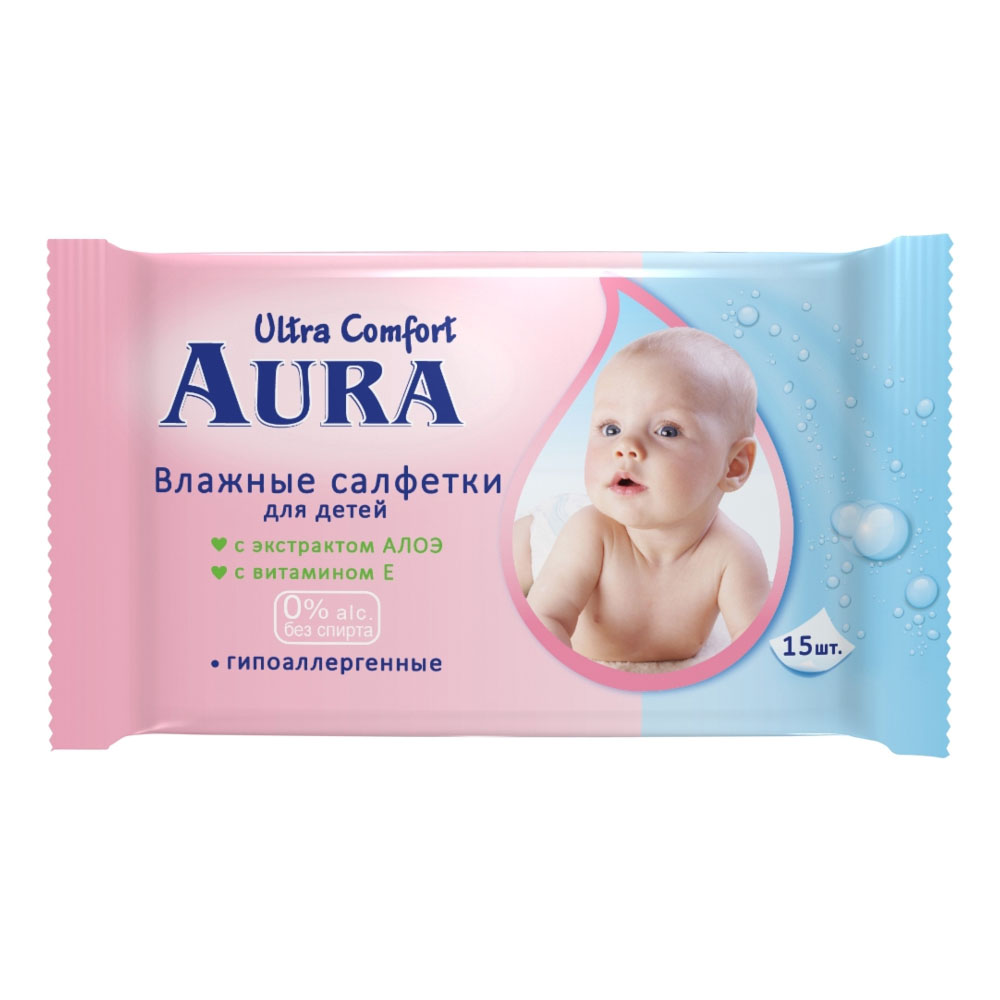 Ultra Comfort
AURA
Влажные салфетки
для детей
с экстрактом АЛОЭ
с витамином Е
0% alc.
без спирта
• гипоаллергенные
15шт.